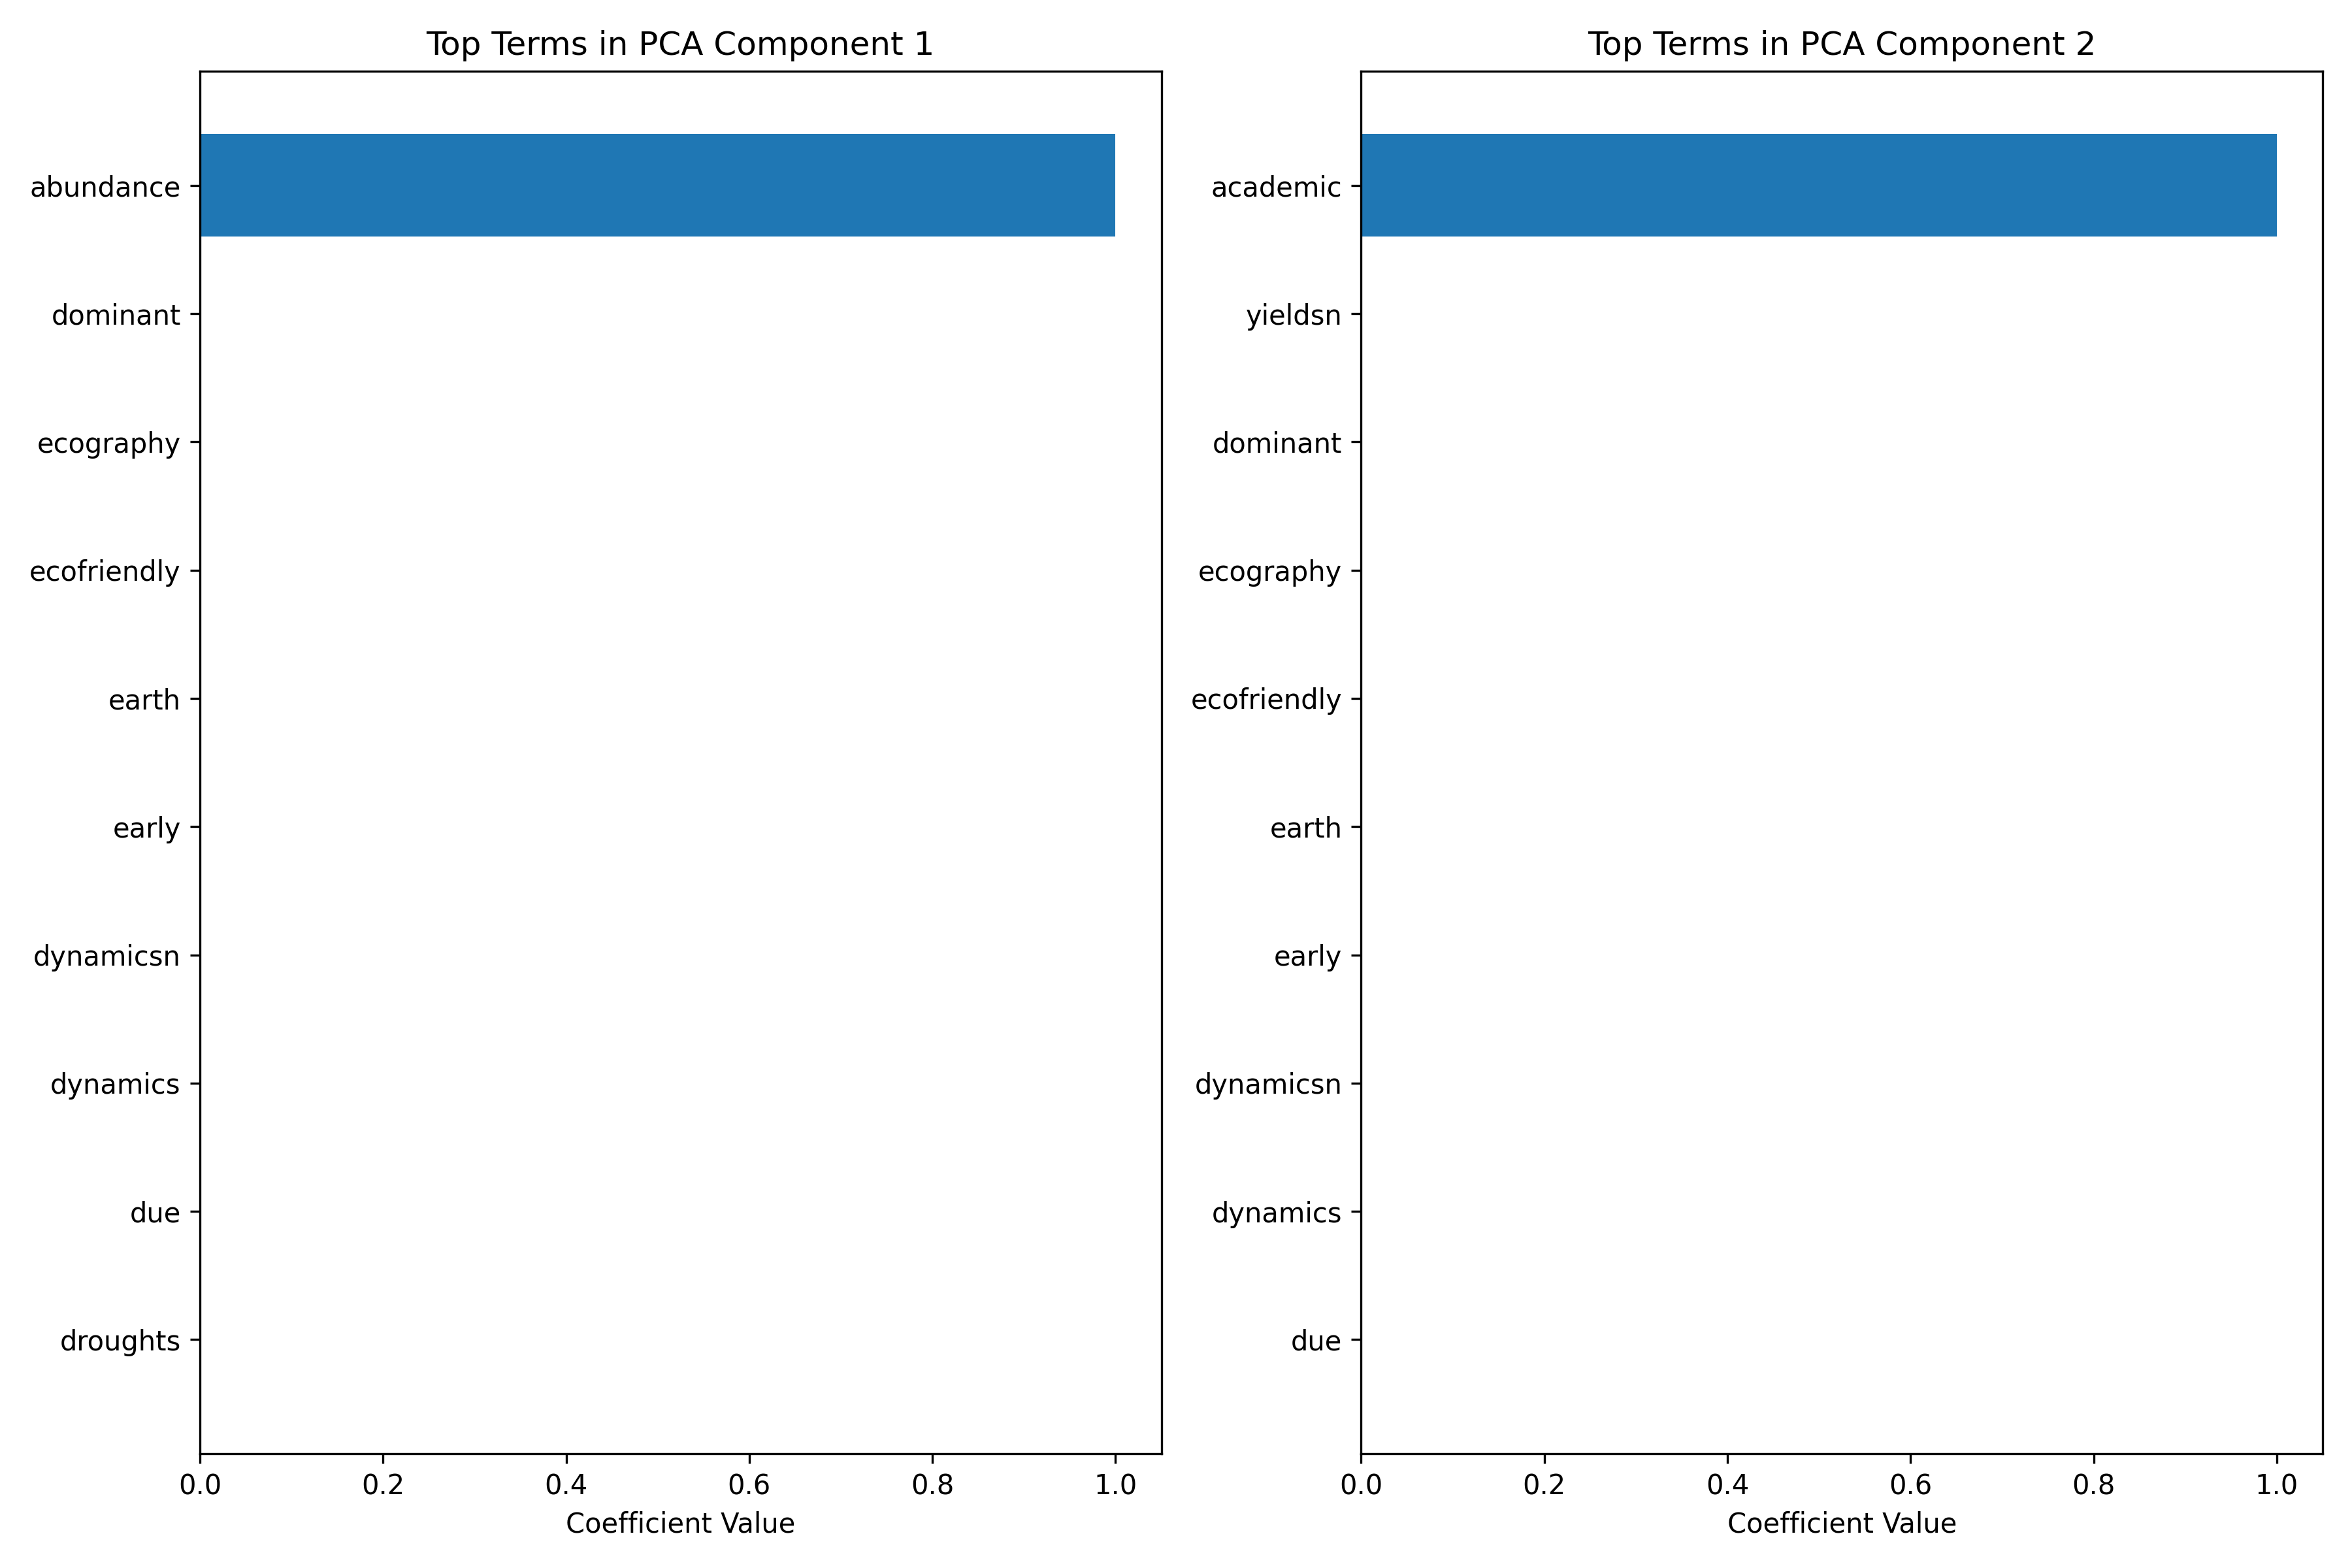 Top Terms in PCA Component 1
abundance
dominant
ecography
ecofriendly
earth
early
dynamicsn
dynamics
due
droughts
0.0 0.2 0.4 0.6 0.8 1.0
Coefficient Value
Top Terms in PCA Component 2
academic
yieldsn
dominant
ecography
ecofriendly
earth
early
dynamicsn
dynamics
due
0.0 0.2 0.4 0.6 0.8 1.0
Coefficient Value